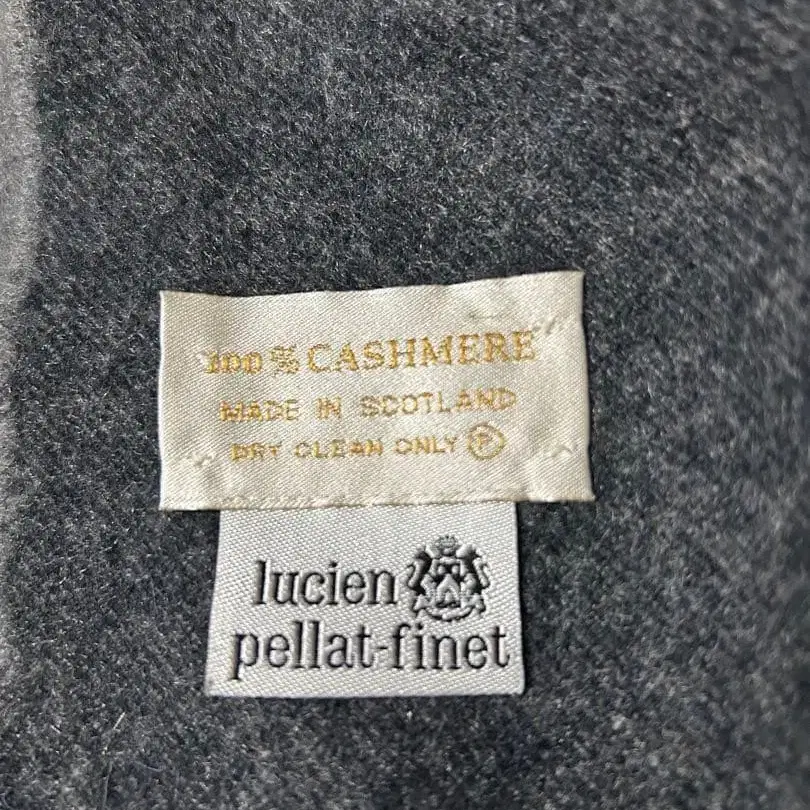 100% CASHMERE
MADE IN SCOTLAND
DRY CLEAN ONLY Ⓟ
lucien
pellat-finet